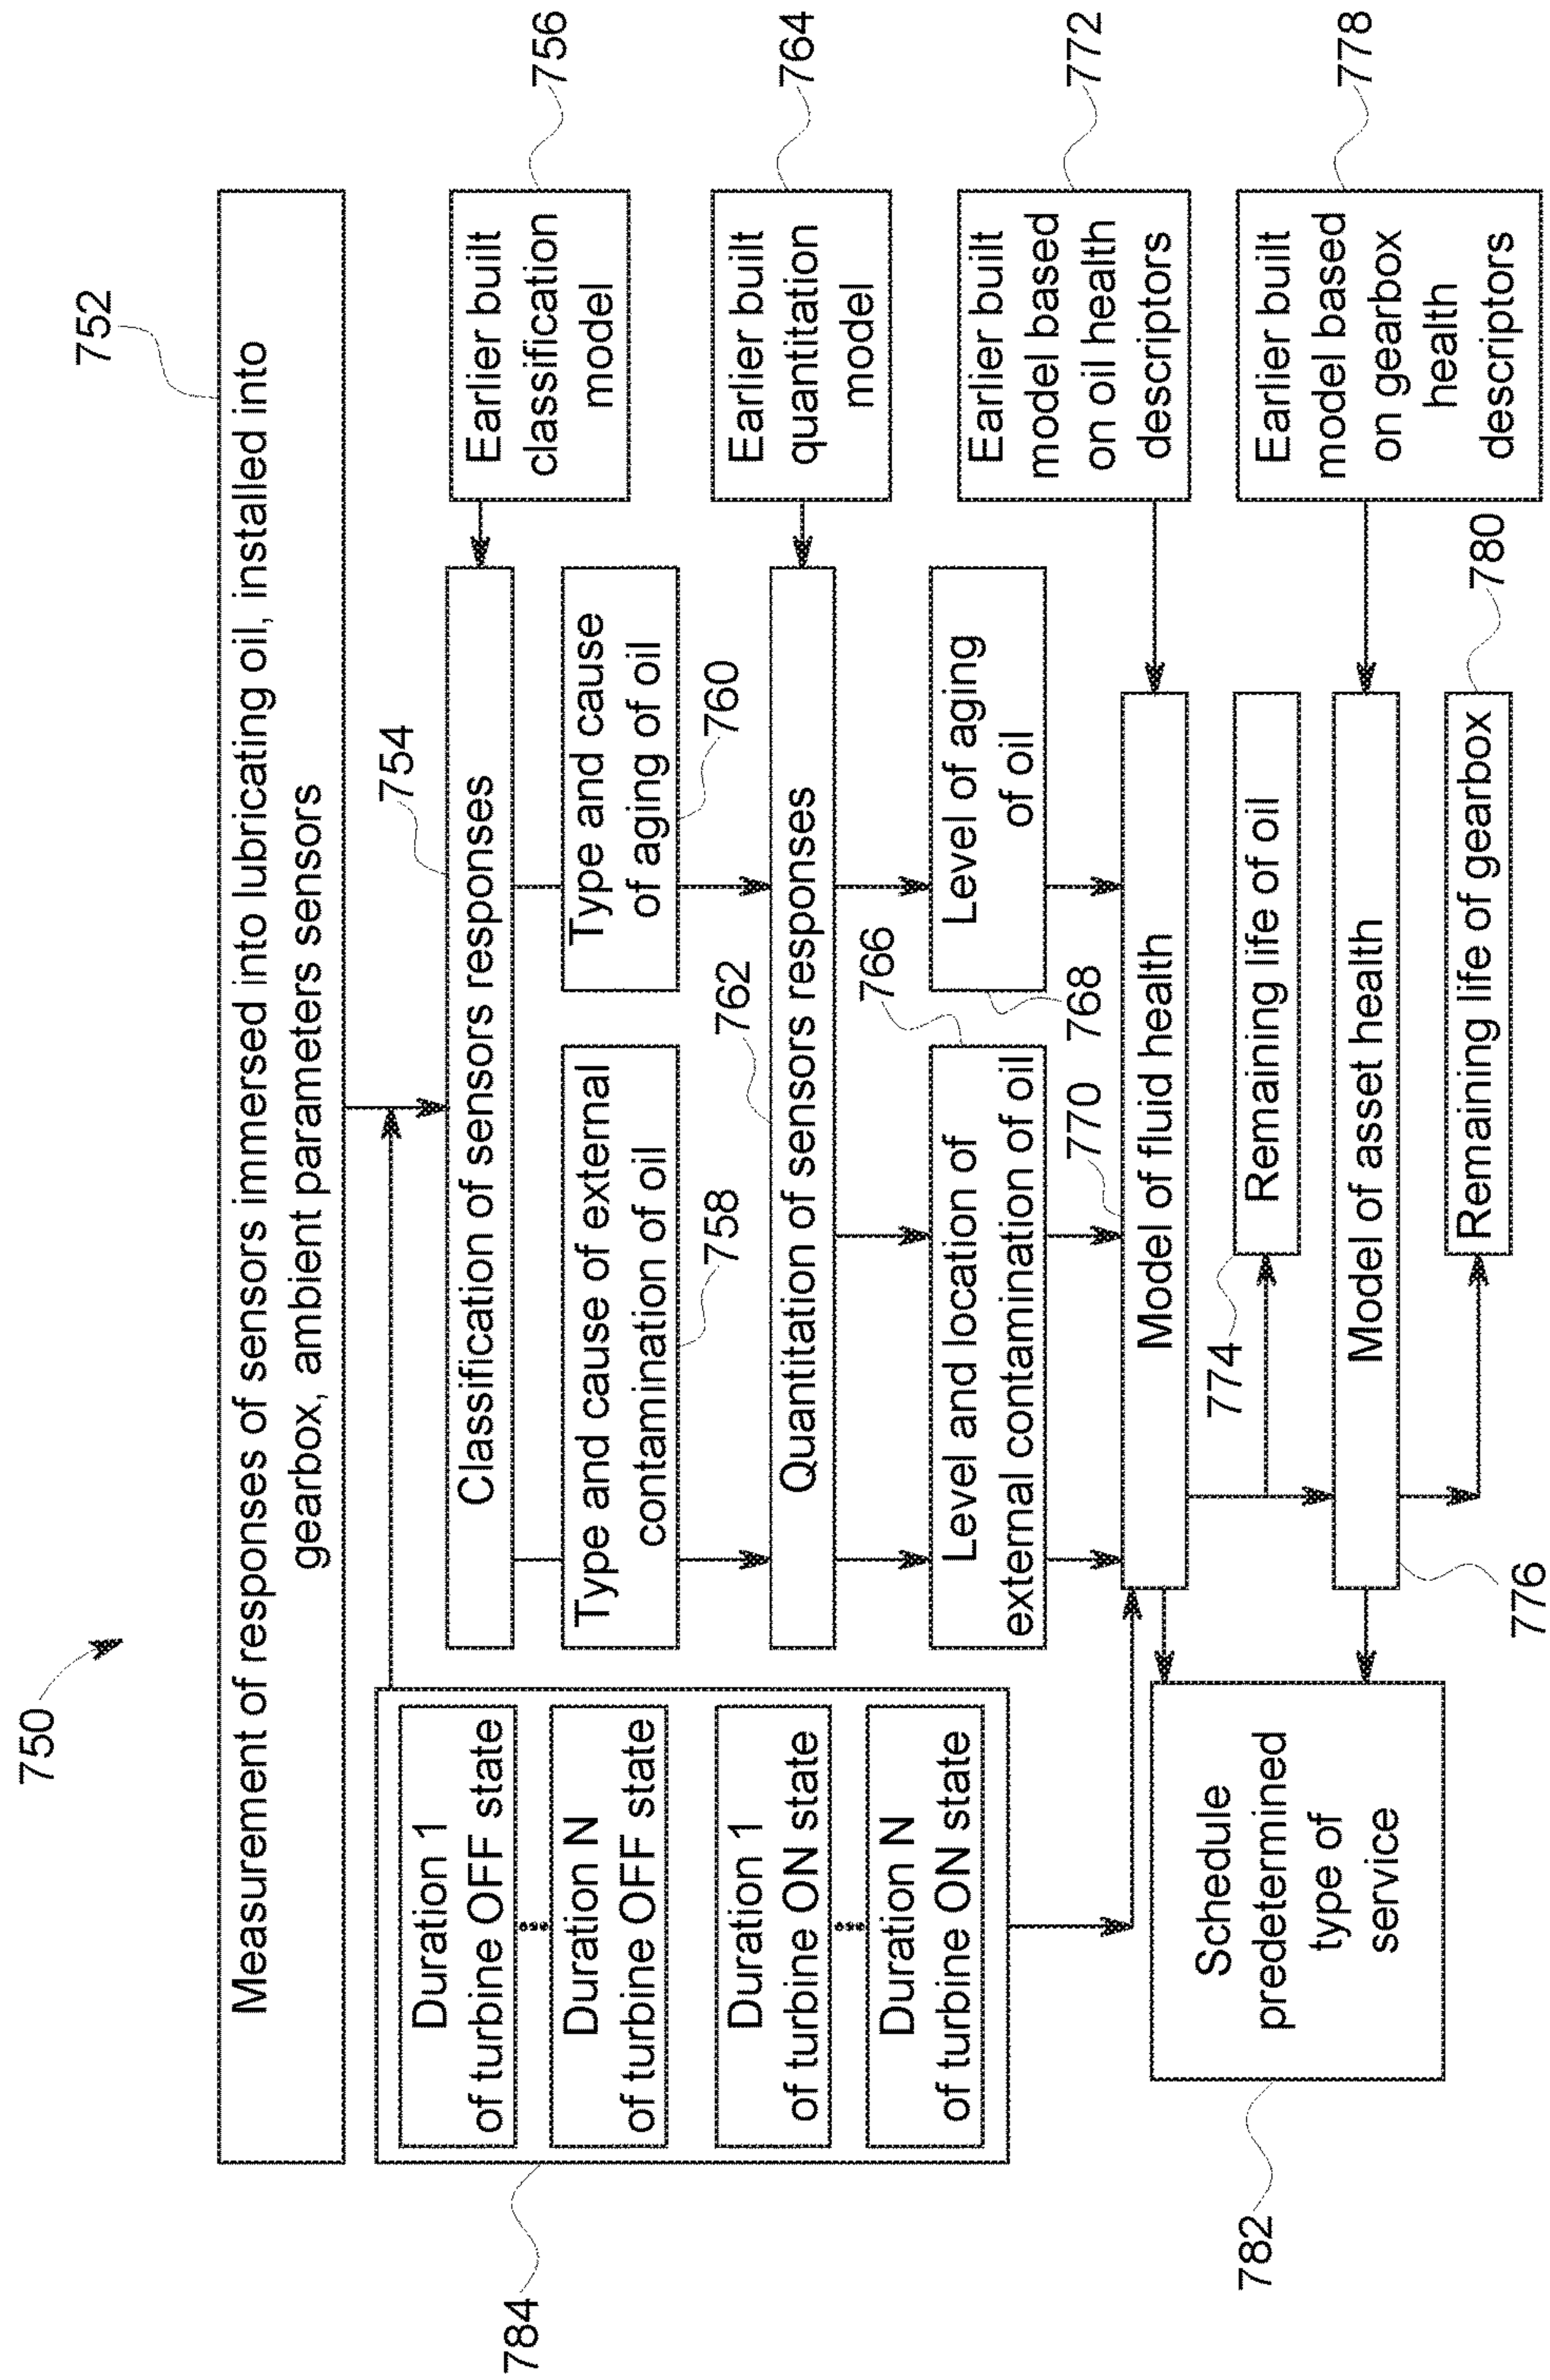 750
752
Measurement of responses of sensors immersed into lubricating oil, installed into
gearbox, ambient parameters sensors
784
Duration 1
of turbine OFF state
Duration N
of turbine OFF state
Duration 1
of turbine ON state
Duration N
of turbine ON state
754
Classification of sensors responses
Earlier built
classification
model
756
Type and cause of external
contamination of oil
758
Type and cause
of aging of oil
760
762
Quantitation of sensors responses
Earlier built
quantitation
model
764
Level and location of
external contamination of oil
766
Level of aging
of oil
768
770
Model of fluid health
Earlier built
model based
on oil health
descriptors
772
774
Remaining life of oil
776
Model of asset health
Earlier built
model based
on gearbox
health
descriptors
778
Remaining life of gearbox
780
Schedule
predetermined
type of
service
782